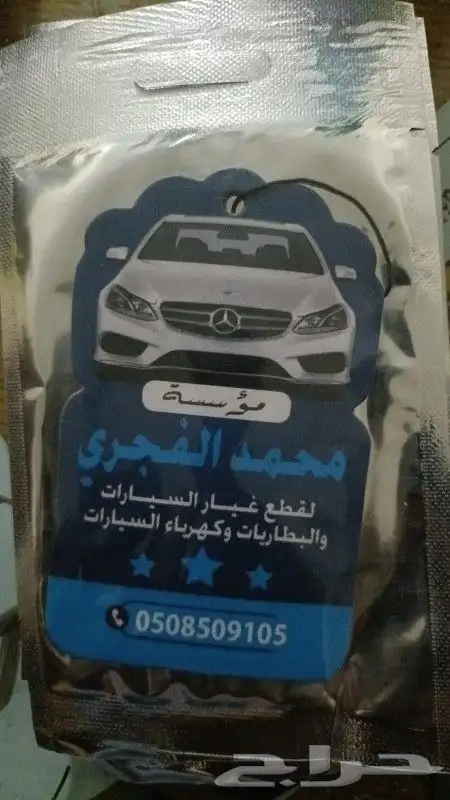 مؤسسة
محمد الفجري
لقطع غيار السيارات
والبطاريات وكهرباء السيارات
0508509105
حراج